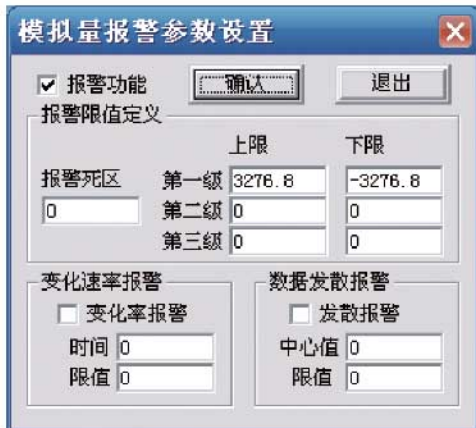 模拟量报警参数设置
报警功能 确认 退出
报警限值定义
上限 下限
报警死区 第一级 3276.8 -3276.8
0 第二级 0 0
第三级 0 0
变化速率报警 数据发散报警
变化率报警 发散报警
时间 0 中心值 0
限值 0 限值 0